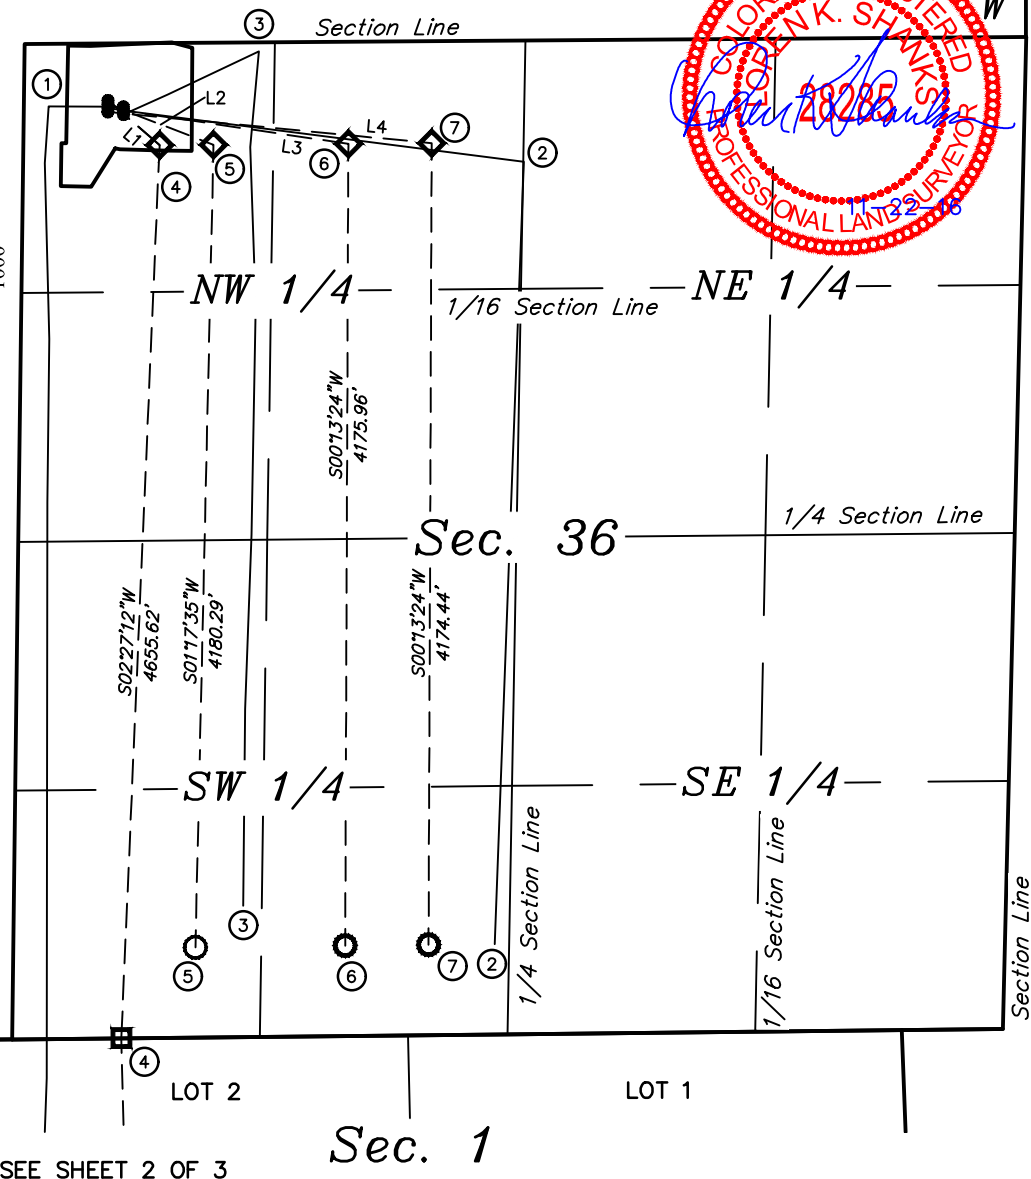 3
Section Line
W
COLOR
STERED
LOREN K. SHANKS
28285
PROFESSIONAL LAND SURVEYOR
11-22-16
1
L2
L1
L4
L3
7
2
6
5
4
NW 1/4
NE 1/4
1/16 Section Line
S00°13'24"W
4175.96'
Sec. 36
1/4 Section Line
S02°27'12"W
4655.62'
S01°17'35"W
4180.29'
S00°13'24"W
4174.44'
SW 1/4
SE 1/4
1/4 Section Line
1/16 Section Line
Section Line
3
5
6
7
2
4
LOT 2
LOT 1
Sec. 1
SEE SHEET 2 OF 3